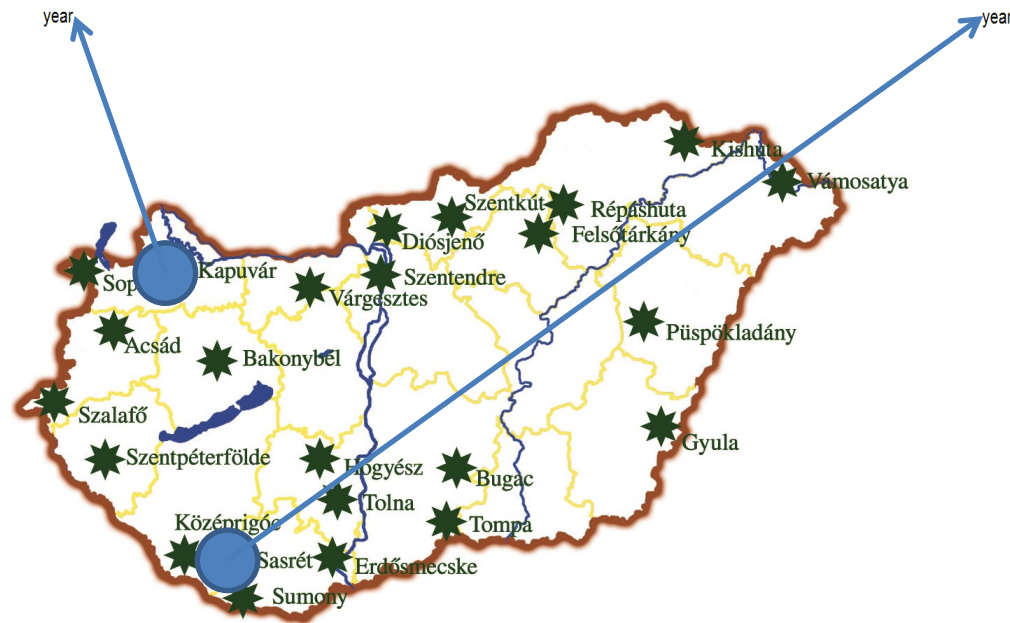 year
year
Kishuta
Vámosatya
Szentkút
Répáshuta
Diósjenő
Felsőtárkány
Kapuvár
Sop
Szentendre
Várgesztes
Püspökladány
Acsád
Bakonybél
Szalafő
Gyula
Szentpéterfölde
Hőgyész
Bugac
Tolna
Középrigóc
Tompa
Sasrét
Erdősmecske
Sumony